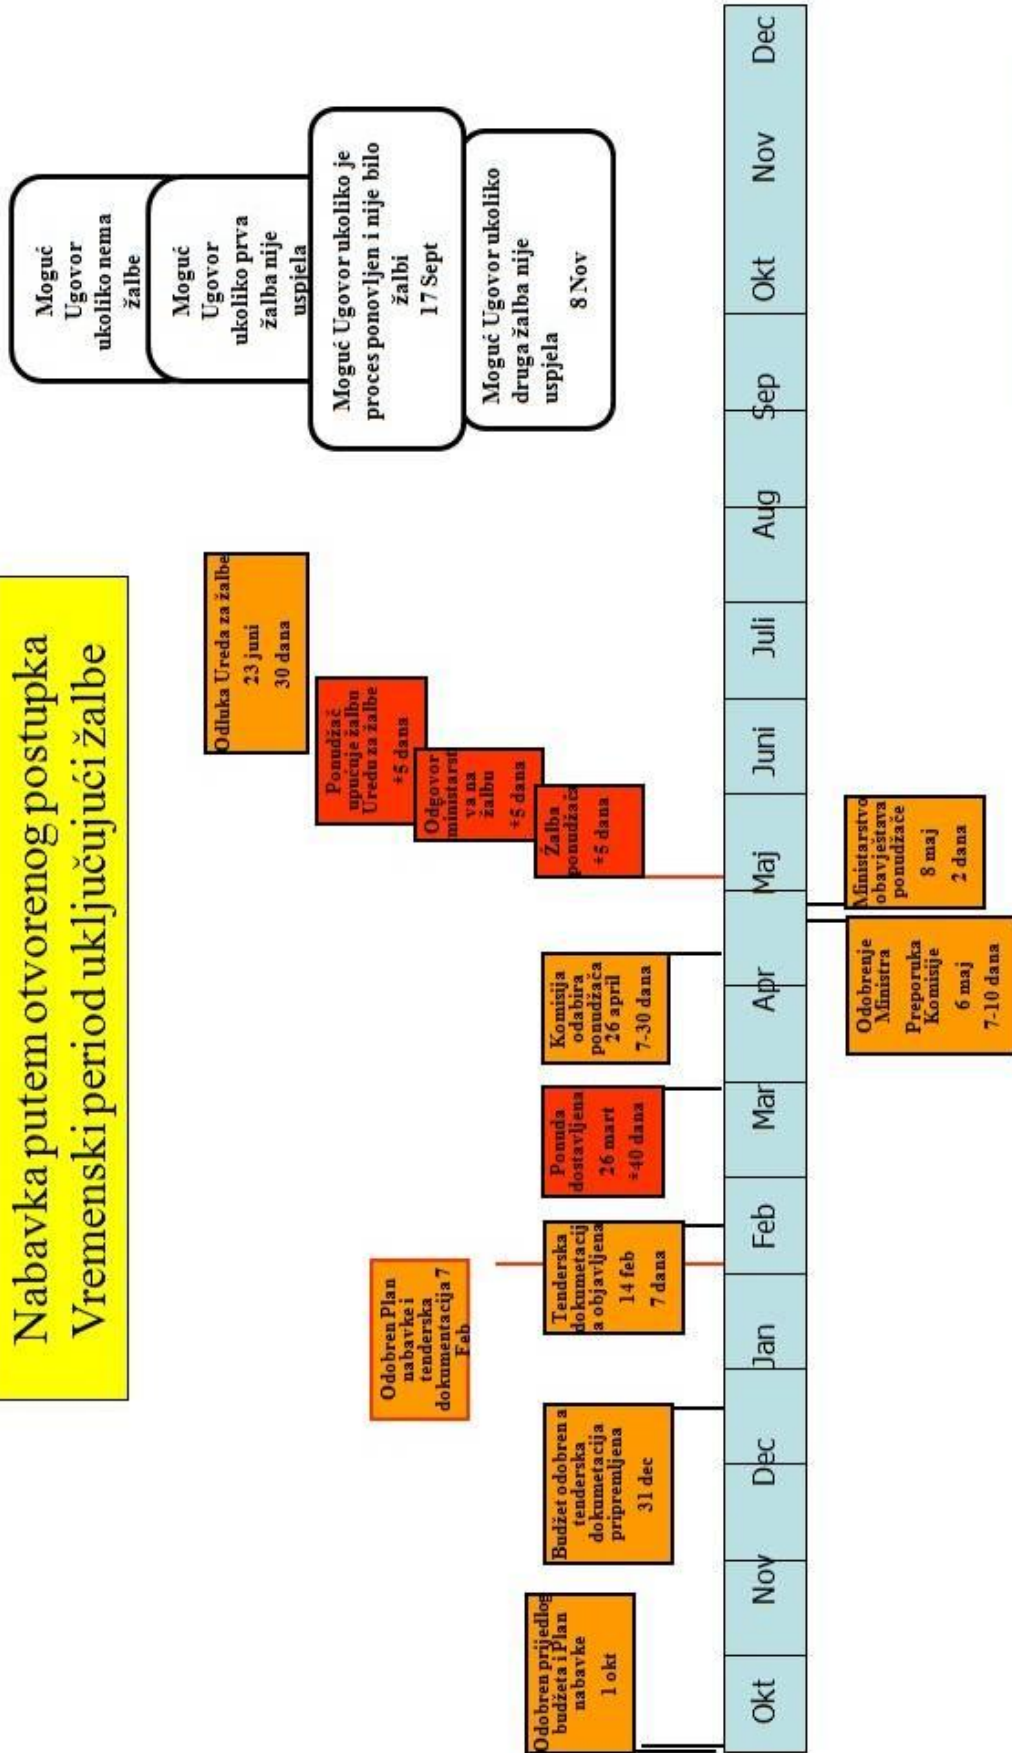 Nabavka putem otvorenog postupka
Vremenski period uključujući žalbe
Odobren prijedlog
budžeta i Plan
nabavke
1 okt
Budžet odobren a
tenderska
dokumetacija
pripremljena
31 dec
Odobren Plan
nabavke i
tenderska
dokumentacija 7
Feb
Tenderska
dokumetacij
a objavljena
14 feb
7 dana
Ponuda
dostavljena
26 mart
*40 dana
Komisija
odabira
ponudžača
26 april
7-30 dana
Odobrenje
Ministra
Preporuka
Komisije
6 maj
7-10 dana
Ministarstvo
obavještava
ponudžače
8 maj
2 dana
Žalba
ponudžača
*5 dana
Odgovor
ministarst
va na
žalbu
*5 dana
Ponudžač
upućuje žalbu
Uredu za žalbe
*5 dana
Odluka Ureda za žalbe
23 juni
30 dana
Moguć
Ugovor
ukoliko nema
žalbe
Moguć
Ugovor
ukoliko prva
žalba nije
uspjela
Moguć Ugovor ukoliko je
proces ponovljen i nije bilo
žalbi
17 Sept
Moguć Ugovor ukoliko
druga žalba nije
uspjela
8 Nov
Okt Nov Dec Jan Feb Mar Apr Maj Juni Juli Aug Sep Okt Nov Dec